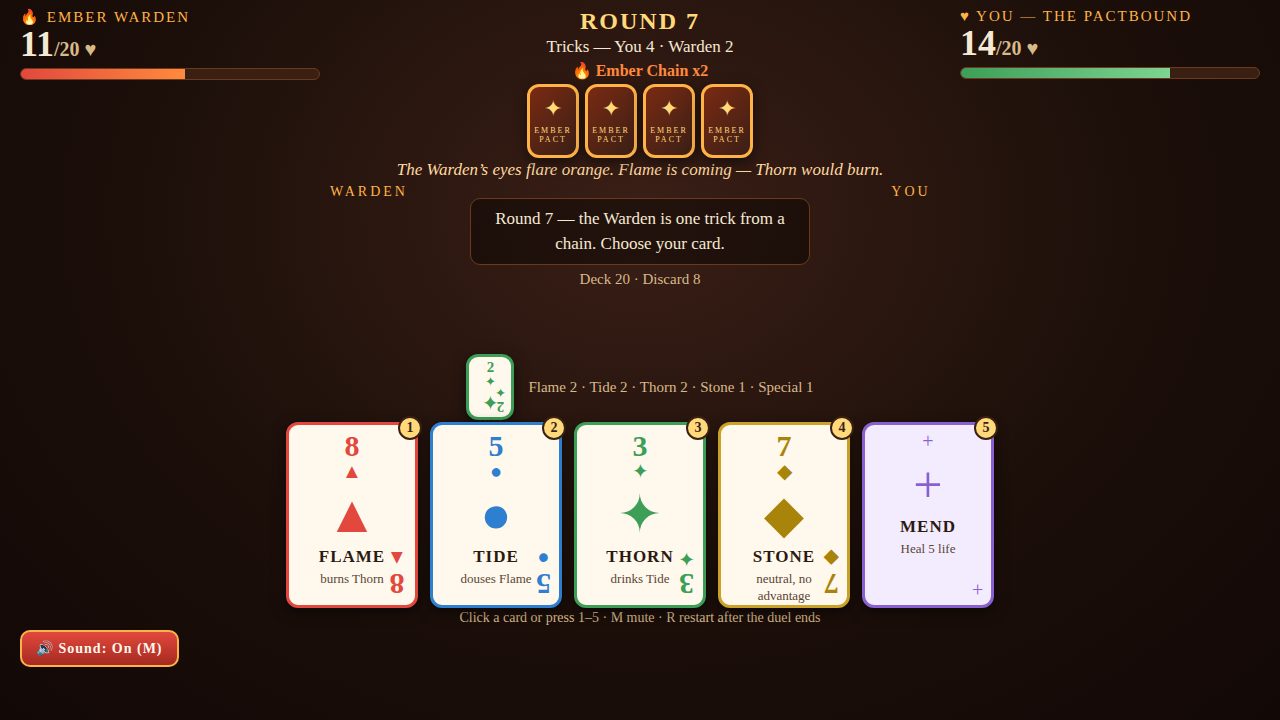 🔥 EMBER WARDEN
11/20 ♥
ROUND 7
Tricks — You 4 · Warden 2
🔥 Ember Chain x2
♥ YOU — THE PACTBOUND
14/20 ♥
EMBER PACT
EMBER PACT
EMBER PACT
EMBER PACT
The Warden’s eyes flare orange. Flame is coming — Thorn would burn.
WARDEN
YOU
Round 7 — the Warden is one trick from a
chain. Choose your card.
Deck 20 · Discard 8
2
2
Flame 2 · Tide 2 · Thorn 2 · Stone 1 · Special 1
1
8
FLAME
burns Thorn
8
2
5
TIDE
douses Flame
5
3
3
THORN
drinks Tide
3
4
7
STONE
neutral, no
advantage
7
5
+
+
MEND
Heal 5 life
+
Click a card or press 1–5 · M mute · R restart after the duel ends
🔊 Sound: On (M)